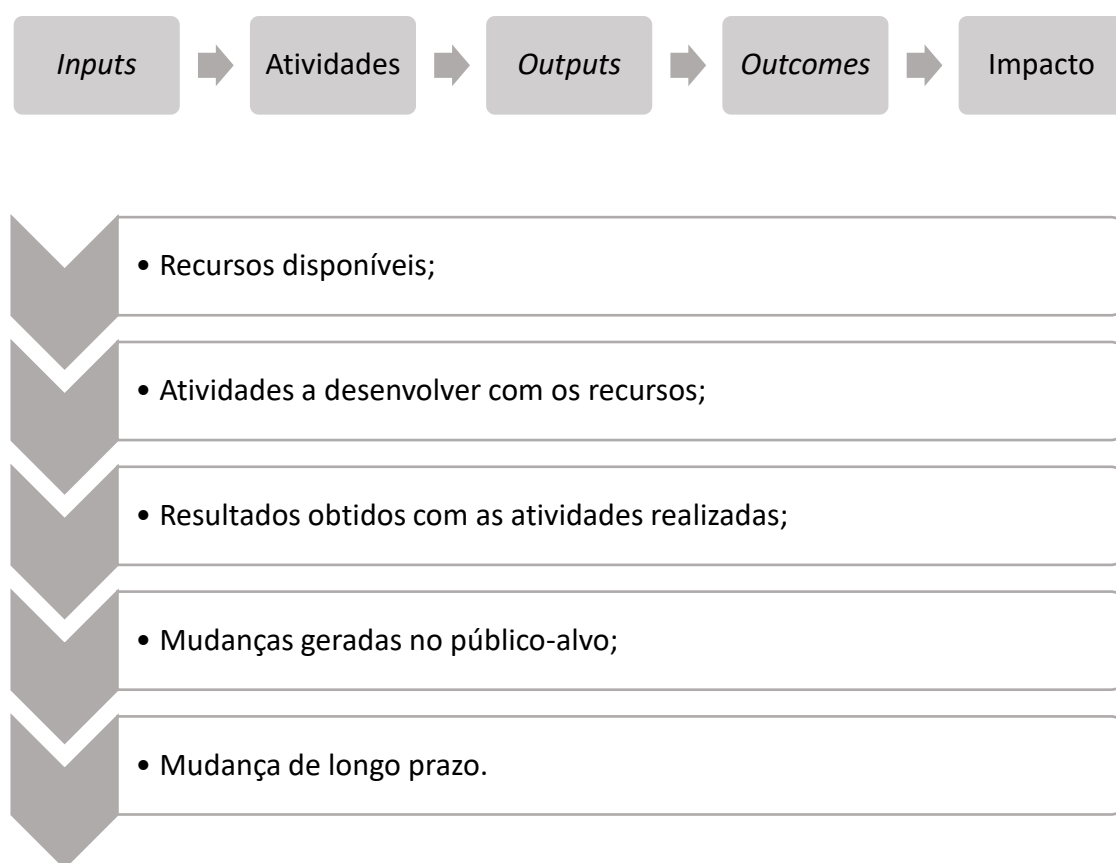 Inputs
Atividades
Outputs
Outcomes
Impacto
• Recursos disponíveis;
• Atividades a desenvolver com os recursos;
• Resultados obtidos com as atividades realizadas;
• Mudanças geradas no público-alvo;
• Mudança de longo prazo.